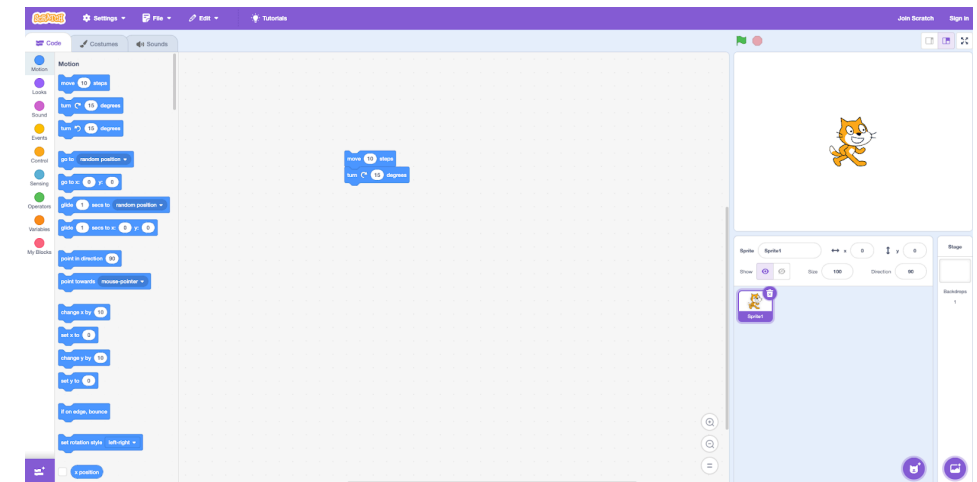 SCRATCH Settings File Edit Tutorials Join Scratch Sign in
Code Costumes Sounds
Motion
Looks
Sound
Events
Control
Sensing
Operators
Variables
My Blocks
Motion
move 10 steps
turn 15 degrees
turn 15 degrees
go to random position
go to x: 0 y: 0
glide 1 secs to random position
glide 1 secs to x: 0 y: 0
point in direction 90
point towards mouse-pointer
change x by 10
set x to 0
change y by 10
set y to 0
if on edge, bounce
set rotation style left-right
x position
move 10 steps
turn 15 degrees
Sprite Sprite1 x 0 y 0
Show Size 100 Direction 90
Sprite1
Stage
Backdrops
1